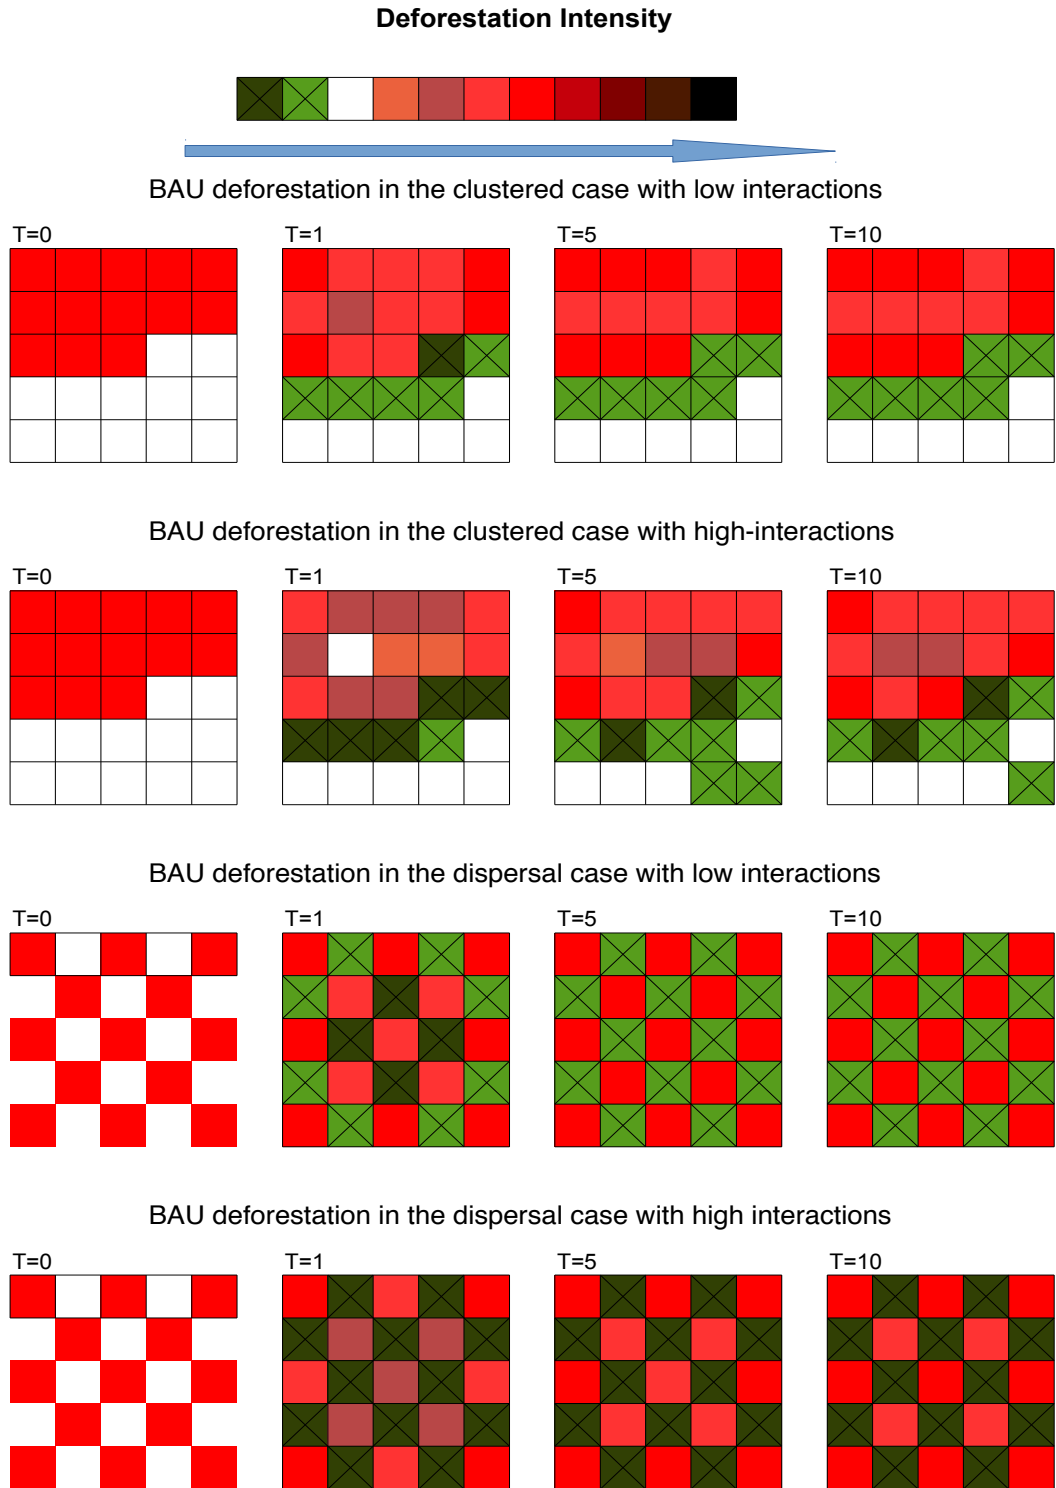 Deforestation Intensity
BAU deforestation in the clustered case with low interactions
T=0 T=1 T=5 T=10
BAU deforestation in the clustered case with high-interactions
T=0 T=1 T=5 T=10
BAU deforestation in the dispersal case with low interactions
T=0 T=1 T=5 T=10
BAU deforestation in the dispersal case with high interactions
T=0 T=1 T=5 T=10